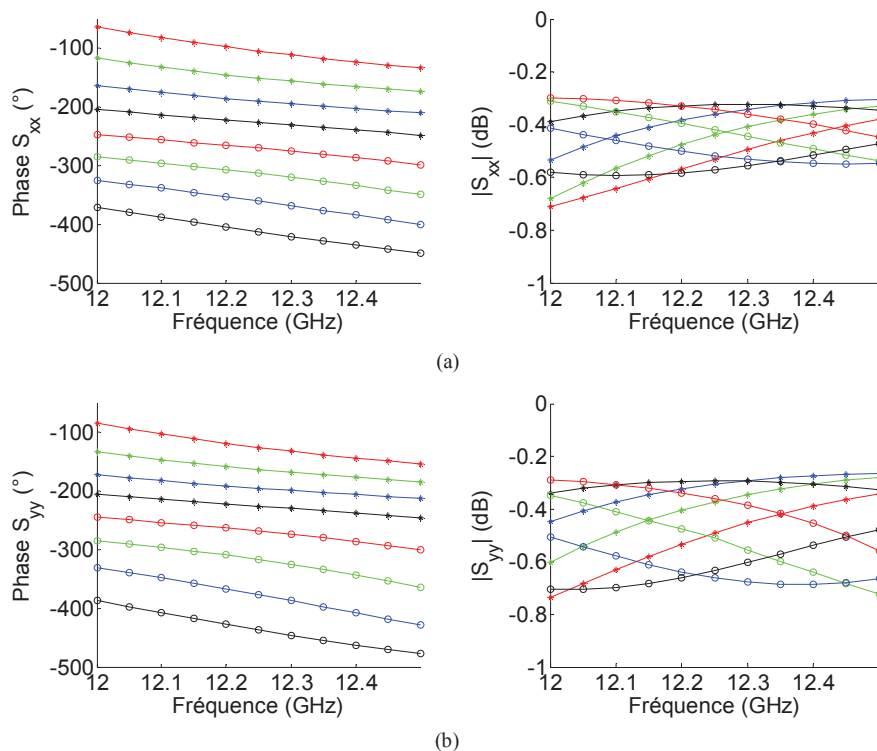 -100
-200
-300
-400
-500
Phase S_xx (°)
12 12.1 12.2 12.3 12.4
Fréquence (GHz)
0
-0.2
-0.4
-0.6
-0.8
-1
|S_xx| (dB)
12 12.1 12.2 12.3 12.4
Fréquence (GHz)
(a)
-100
-200
-300
-400
-500
Phase S_yy (°)
12 12.1 12.2 12.3 12.4
Fréquence (GHz)
0
-0.2
-0.4
-0.6
-0.8
-1
|S_yy| (dB)
12 12.1 12.2 12.3 12.4
Fréquence (GHz)
(b)